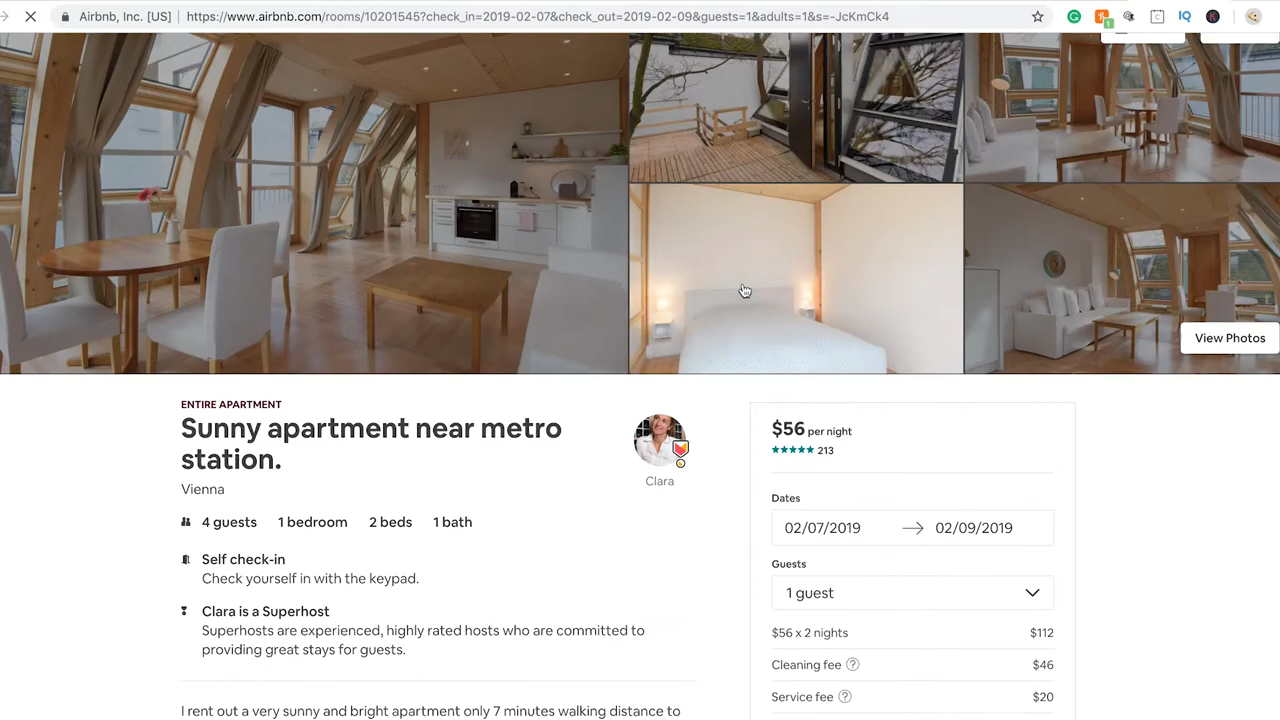 Airbnb, Inc. [US] https://www.airbnb.com/rooms/10201545?check_in=2019-02-07&check_out=2019-02-09&guests=1&adults=1&s=-JcKmCk4
1
C
IQ
K
View Photos
ENTIRE APARTMENT
Sunny apartment near metro
station.
Vienna
Clara
4 guests 1 bedroom 2 beds 1 bath
Self check-in
Check yourself in with the keypad.
Clara is a Superhost
Superhosts are experienced, highly rated hosts who are committed to
providing great stays for guests.
I rent out a very sunny and bright apartment only 7 minutes walking distance to
$56 per night
213
Dates
02/07/2019 → 02/09/2019
Guests
1 guest
$56 x 2 nights $112
Cleaning fee ? $46
Service fee ? $20